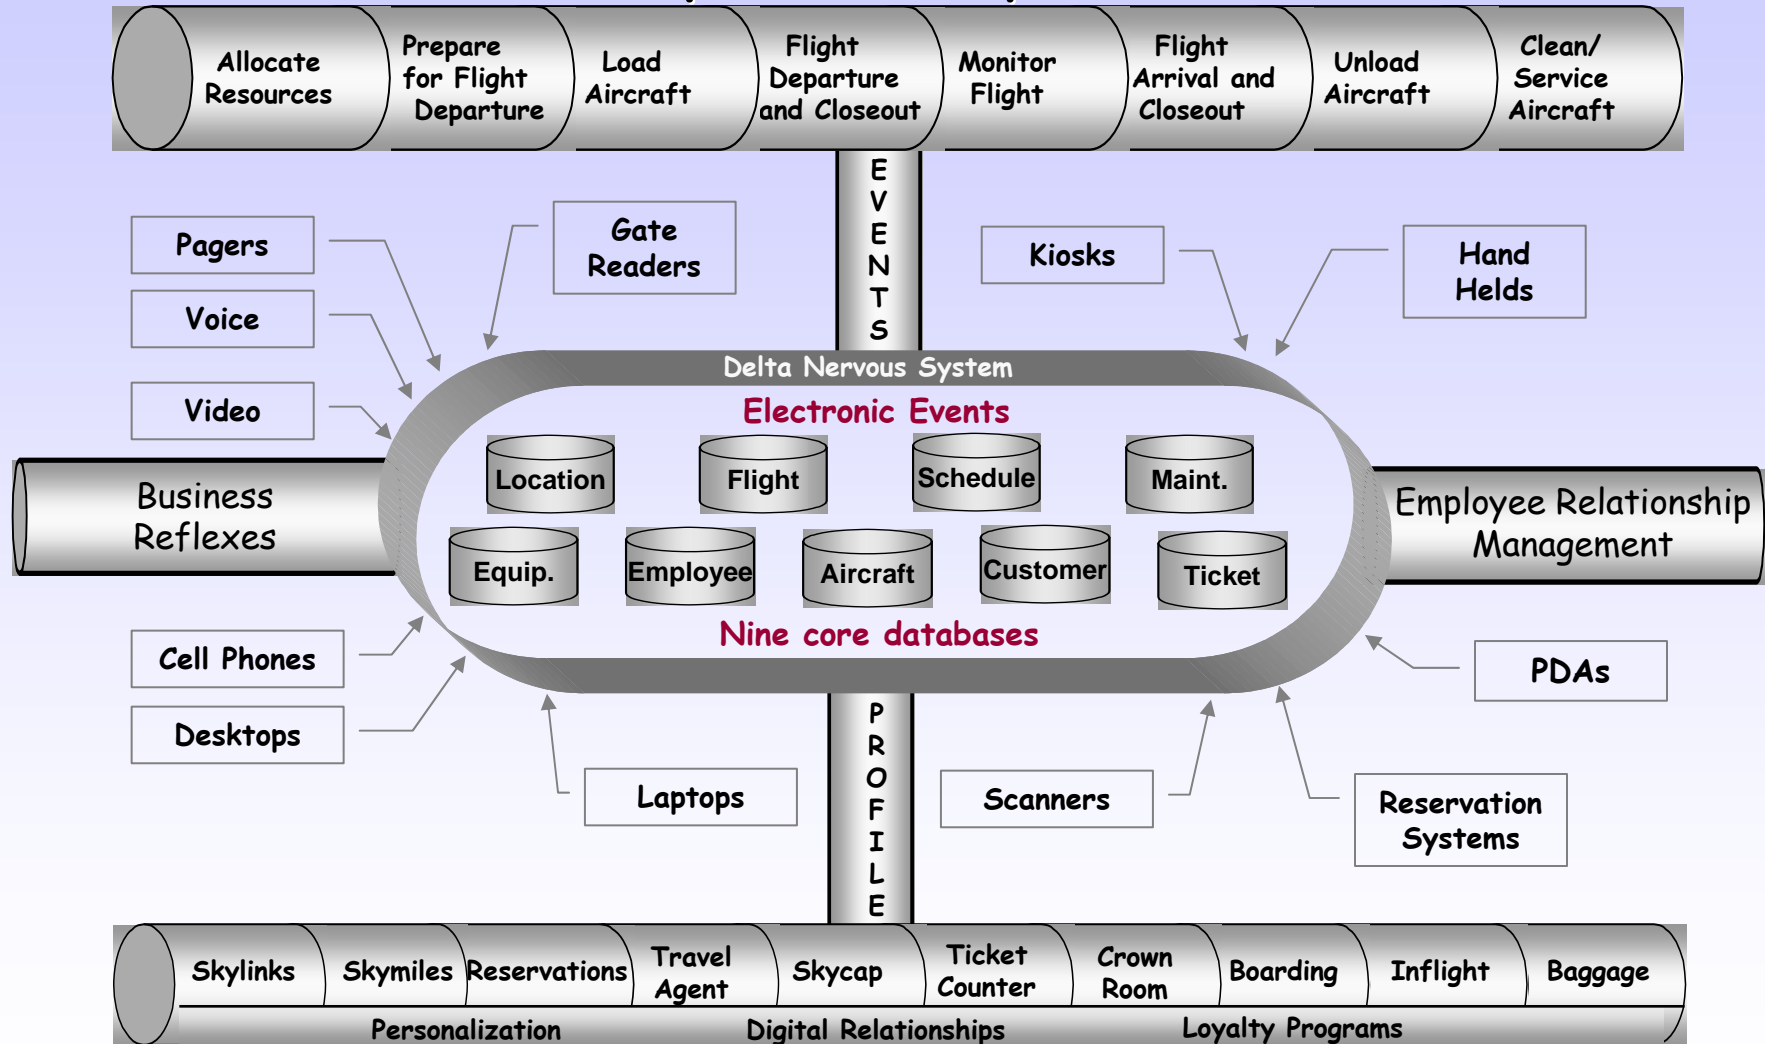 Allocate
Resources
Prepare
for Flight
Departure
Load
Aircraft
Flight
Departure
and Closeout
Monitor
Flight
Flight
Arrival and
Closeout
Unload
Aircraft
Clean/
Service
Aircraft
E
V
E
N
T
S
Pagers
Gate
Readers
Kiosks
Hand
Helds
Voice
Video
Delta Nervous System
Electronic Events
Location
Flight
Schedule
Maint.
Business
Reflexes
Employee Relationship
Management
Equip.
Employee
Aircraft
Customer
Ticket
Nine core databases
Cell Phones
PDAs
Desktops
Laptops
Scanners
Reservation
Systems
P
R
O
F
I
L
E
Skylinks
Skymiles
Reservations
Travel
Agent
Skycap
Ticket
Counter
Crown
Room
Boarding
Inflight
Baggage
Personalization
Digital Relationships
Loyalty Programs